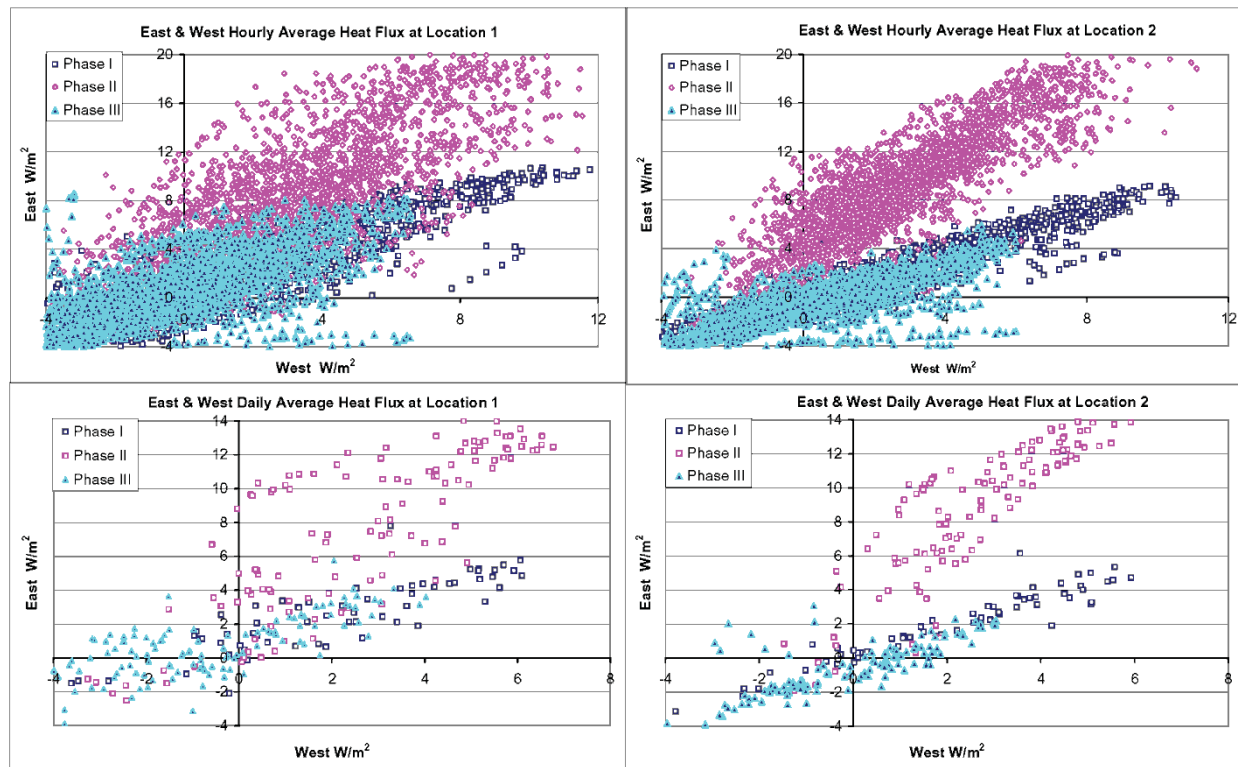 East & West Hourly Average Heat Flux at Location 1
20
16
12
8
4
0
-4
-4 0 4 8 12
East W/m²
West W/m²
Phase I
Phase II
Phase III
East & West Hourly Average Heat Flux at Location 2
20
16
12
8
4
0
-4
-4 0 4 8 12
East W/m²
West W/m²
Phase I
Phase II
Phase III
East & West Daily Average Heat Flux at Location 1
14
12
10
8
6
4
2
0
-2
-4
-4 -2 0 2 4 6 8
East W/m²
West W/m²
Phase I
Phase II
Phase III
East & West Daily Average Heat Flux at Location 2
14
12
10
8
6
4
2
0
-2
-4
-4 -2 0 2 4 6 8
East W/m²
West W/m²
Phase I
Phase II
Phase III